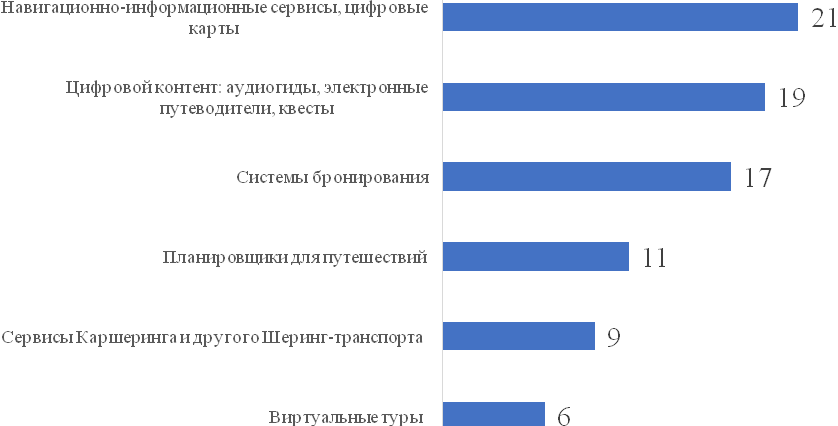 Навигационно-информационные сервисы, цифровые
карты
21
Цифровой контент: аудиогиды, электронные
путеводители, квесты
19
Системы бронирования
17
Планировщики для путешествий
11
Сервисы Каршеринга и другого Шеринг-транспорта
9
Виртуальные туры
6